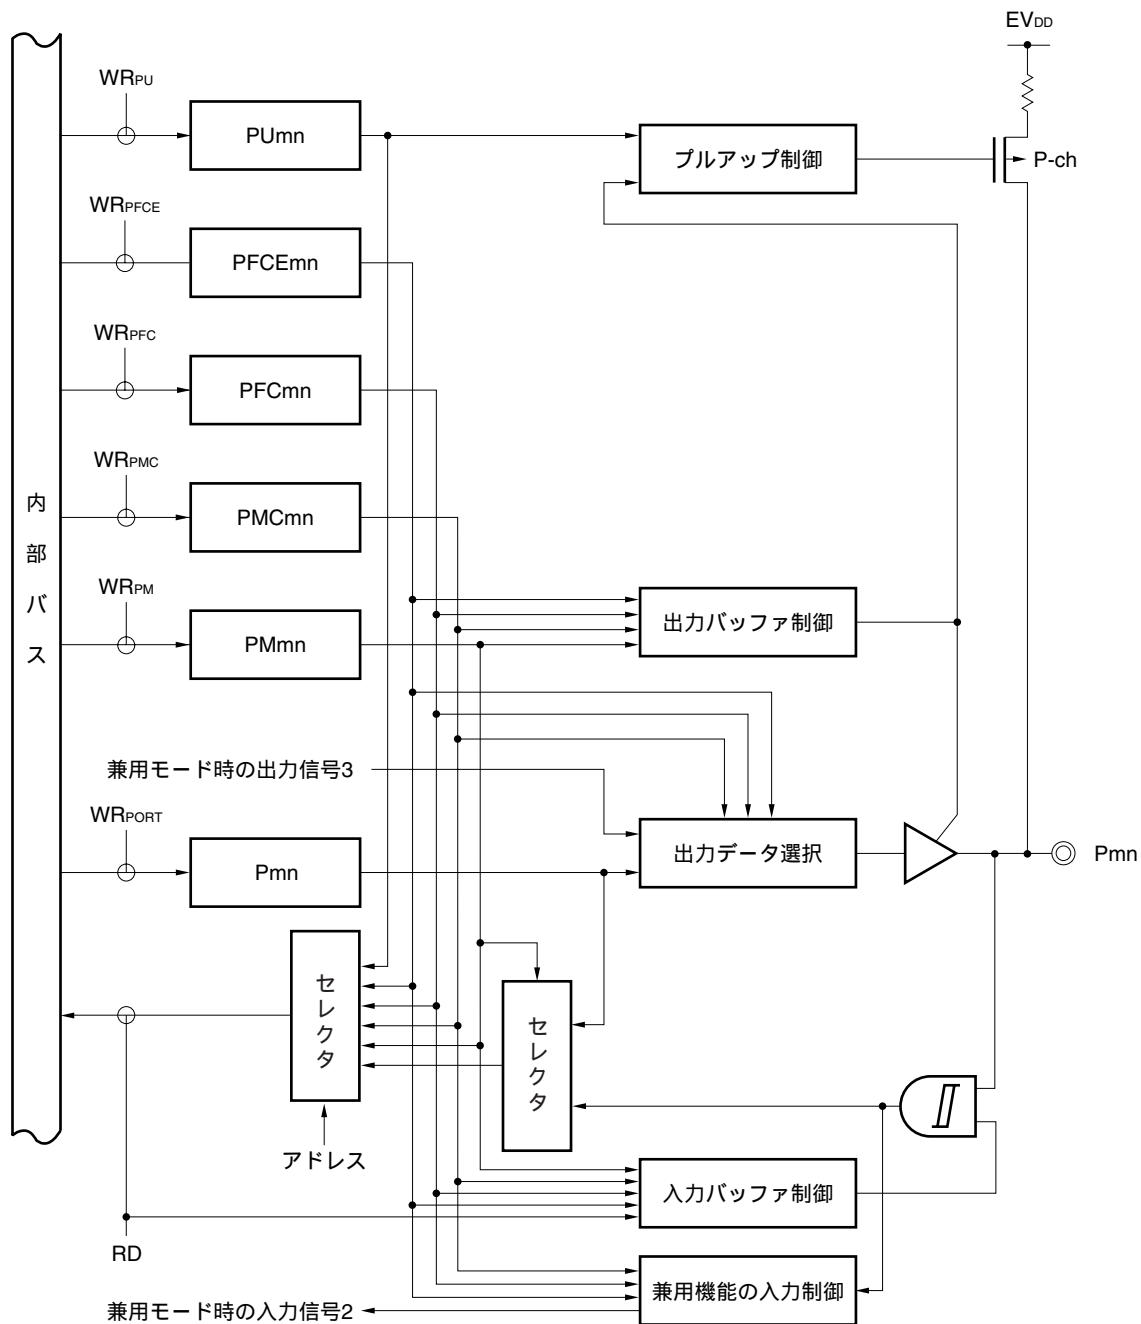 EVDD
WRPU
PUmn
プルアップ制御
P-ch
WRPFCE
PFCEmn
WRPFC
PFCmn
WRPMC
PMCmn
内部バス
WRPM
PMmn
出力バッファ制御
兼用モード時の出力信号3
WRPORT
Pmn
出力データ選択
Pmn
セレクタ
セレクタ
アドレス
入力バッファ制御
RD
兼用機能の入力制御
兼用モード時の入力信号2